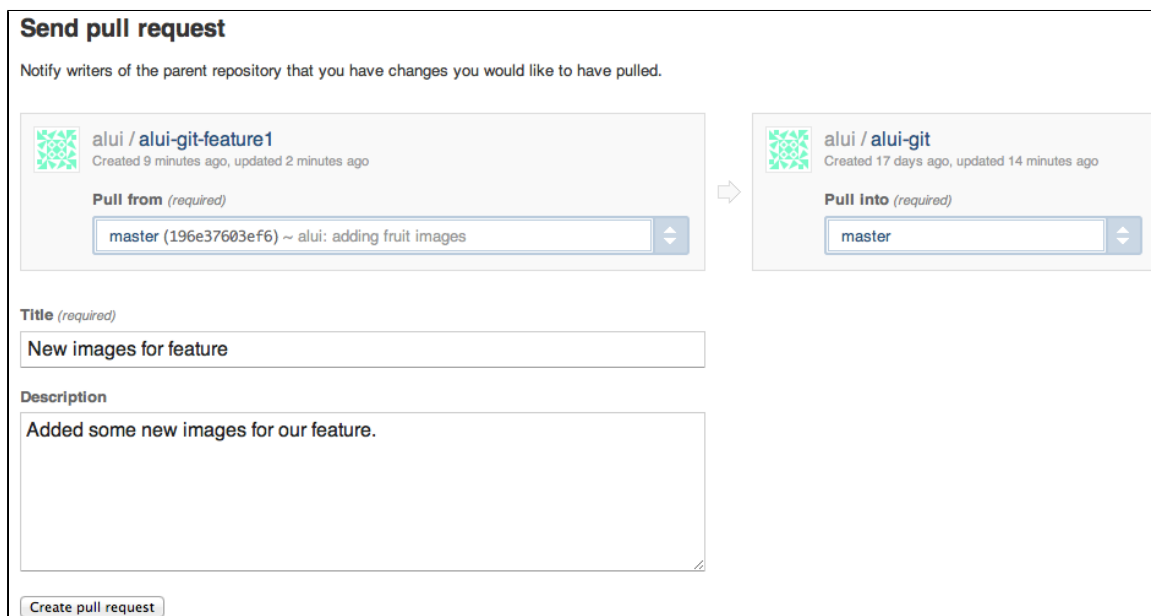 Send pull request
Notify writers of the parent repository that you have changes you would like to have pulled.
alui / alui-git-feature1
Created 9 minutes ago, updated 2 minutes ago
Pull from (required)
master (196e37603ef6) ~ alui: adding fruit images
alui / alui-git
Created 17 days ago, updated 14 minutes ago
Pull into (required)
master
Title (required)
New images for feature
Description
Added some new images for our feature.
Create pull request